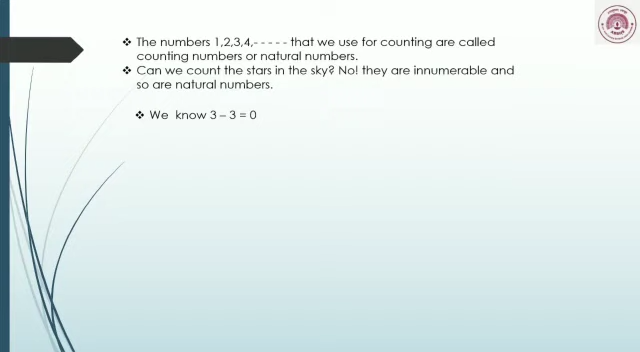 ❖ The numbers 1,2,3,4,- - - - - that we use for counting are called
counting numbers or natural numbers.
❖ Can we count the stars in the sky? No! they are innumerable and
so are natural numbers.
❖ We know 3 – 3 = 0